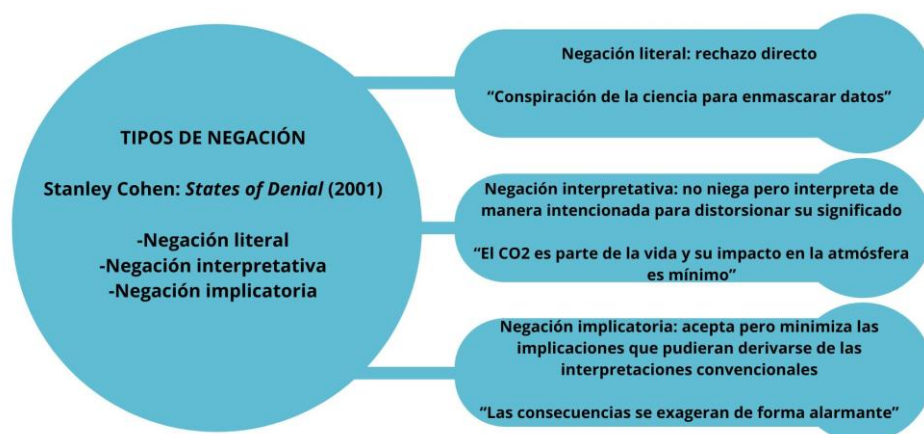 TIPOS DE NEGACIÓN
Stanley Cohen: States of Denial (2001)
-Negación literal
-Negación interpretativa
-Negación implicatoria
Negación literal: rechazo directo
“Conspiración de la ciencia para enmascarar datos”
Negación interpretativa: no niega pero interpreta de
manera intencionada para distorsionar su significado
“El CO2 es parte de la vida y su impacto en la atmósfera
es mínimo”
Negación implicatoria: acepta pero minimiza las
implicaciones que pudieran derivarse de las
interpretaciones convencionales
“Las consecuencias se exageran de forma alarmante”